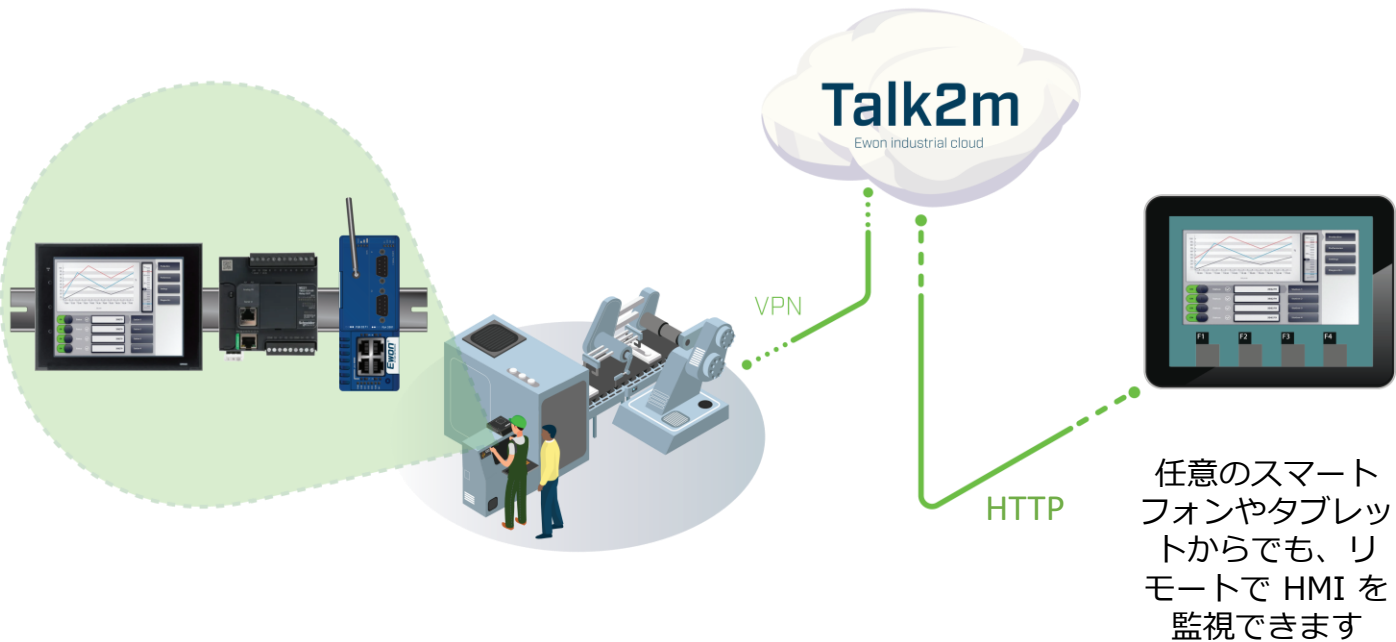 Talk2m
Ewon industrial cloud
VPN
Ewon
F1
F2
F3
F4
HTTP
任意のスマート
フォンやタブレッ
トからでも、リ
モートで HMI を
監視できます